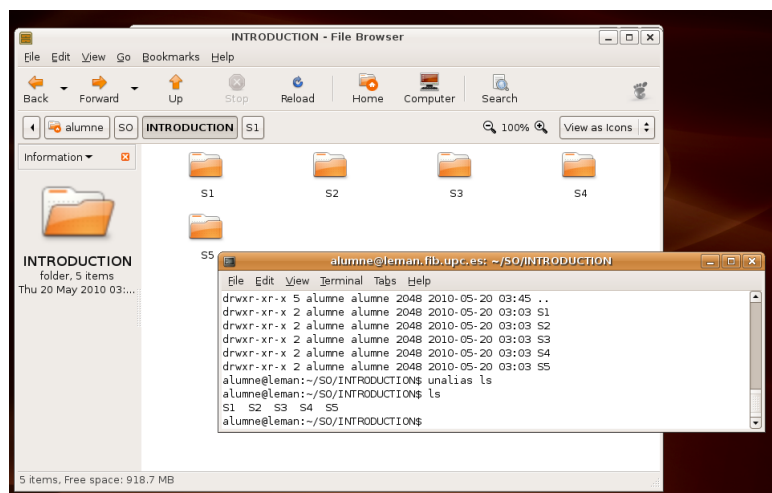 INTRODUCTION - File Browser
File Edit View Go Bookmarks Help
Back Forward Up Stop Reload Home Computer Search
alumne SO INTRODUCTION S1 100% View as Icons
Information
S1 S2 S3 S4
S5
INTRODUCTION
folder, 5 items
Thu 20 May 2010 03:...
alumne@leman.fib.upc.es: ~/SO/INTRODUCTION
File Edit View Terminal Tabs Help
drwxr-xr-x 5 alumne alumne 2048 2010-05-20 03:45 ..
drwxr-xr-x 2 alumne alumne 2048 2010-05-20 03:03 S1
drwxr-xr-x 2 alumne alumne 2048 2010-05-20 03:03 S2
drwxr-xr-x 2 alumne alumne 2048 2010-05-20 03:03 S3
drwxr-xr-x 2 alumne alumne 2048 2010-05-20 03:03 S4
drwxr-xr-x 2 alumne alumne 2048 2010-05-20 03:03 S5
alumne@leman:~/SO/INTRODUCTION$ unalias ls
alumne@leman:~/SO/INTRODUCTION$ ls
S1 S2 S3 S4 S5
alumne@leman:~/SO/INTRODUCTION$
5 items, Free space: 918.7 MB